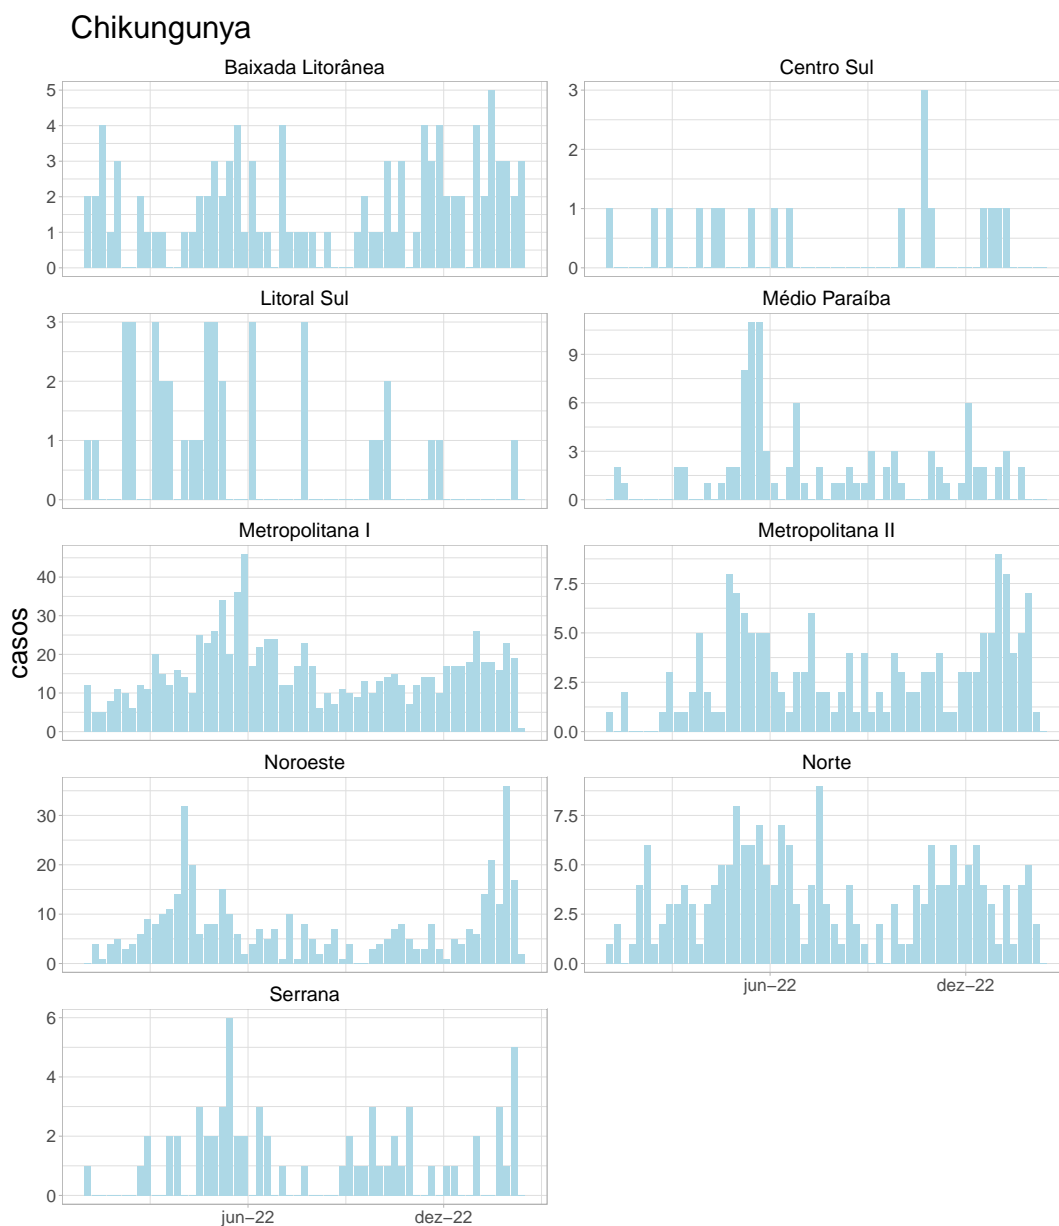 Chikungunya
Baixada Litorânea
Centro Sul
5
4
3
2
1
0
3
2
1
0
Litoral Sul
Médio Paraíba
3
2
1
0
9
6
3
0
Metropolitana I
Metropolitana II
casos
40
30
20
10
0
7.5
5.0
2.5
0.0
Noroeste
Norte
30
20
10
0
7.5
5.0
2.5
0.0
jun−22
dez−22
Serrana
6
4
2
0
jun−22
dez−22